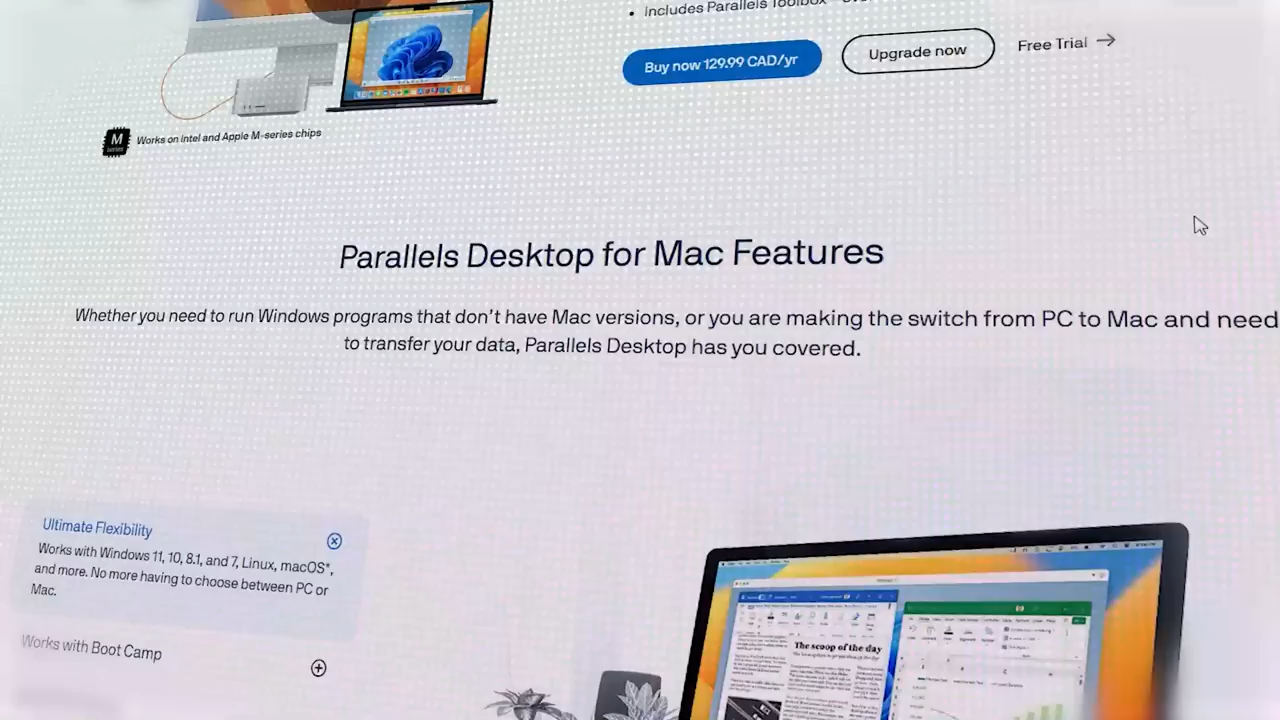 Includes Parallels Toolbox
Buy now 129.99 CAD/yr
Upgrade now
Free Trial
M
series
Works on Intel and Apple M-series chips
Parallels Desktop for Mac Features
Whether you need to run Windows programs that don't have Mac versions, or you are making the switch from PC to Mac and need
to transfer your data, Parallels Desktop has you covered.
Ultimate Flexibility
Works with Windows 11, 10, 8.1, and 7, Linux, macOS*,
and more. No more having to choose between PC or
Mac.
Works with Boot Camp
The scoop of the day